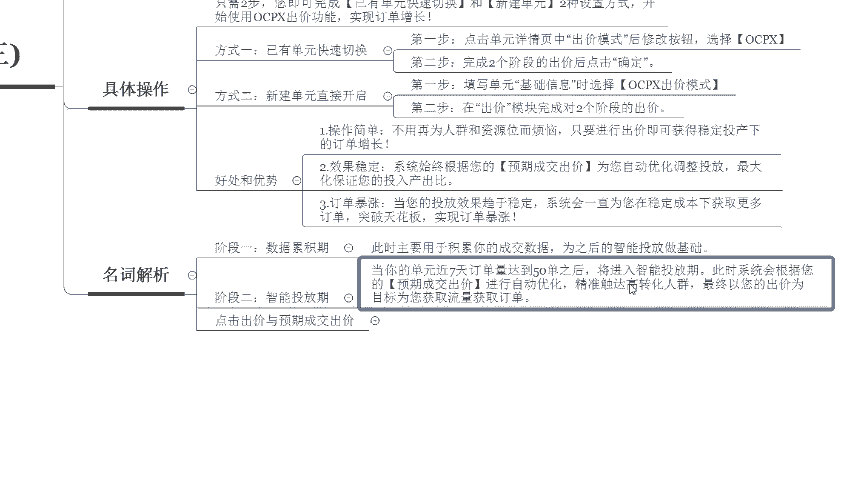 只需2步，您即可完成【已有单元快速切换】和【新建单元】2种设置方式，开
始使用OCPX出价功能，实现订单增长！
三)
具体操作
方式一：已有单元快速切换
第一步：点击单元详情页中“出价模式”后修改按钮，选择【OCPX】
第二步：完成2个阶段的出价后点击“确定”。
方式二：新建单元直接开启
第一步：填写单元“基础信息”时选择【OCPX出价模式】
第二步：在“出价”模块完成对2个阶段的出价。
好处和优势
1.操作简单：不用再为人群和资源位而烦恼，只要进行出价即可获得稳定投产下
的订单增长！
2.效果稳定：系统始终根据您的【预期成交出价】为您自动优化调整投放，最大
化保证您的投入产出比。
3.订单暴涨：当您的投放效果趋于稳定，系统会一直为您在稳定成本下获取更多
订单，突破天花板，实现订单暴涨！
名词解析
阶段一：数据累积期
此时主要用于积累你的成交数据，为之后的智能投放做基础。
阶段二：智能投放期
当你的单元近7天订单量达到50单之后，将进入智能投放期。此时系统会根据您
的【预期成交出价】进行自动优化，精准触达高转化人群，最终以您的出价为
目标为您获取流量获取订单。
点击出价与预期成交出价